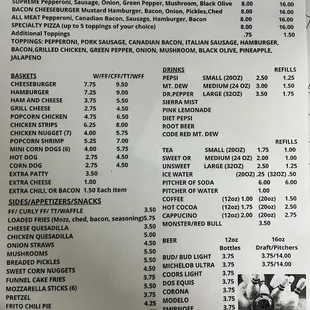 SUPREME Pepperoni, Sausage, Onion, Green Pepper, Mushroom, Black Olive 8.00 16.00
BACON CHEESEBURGER Mustard Hamburger, Bacon, Onion, Pickles,Ched 8.00 16.00
ALL MEAT Pepperoni, Canadian Bacon, Sausage, Hamburger, Bacon 8.00 16.00
SPECIALTY PIZZA (up to 5 toppings of your choice) 8.00 16.00
Additional Toppings .75 1.50
TOPPINGS: PEPPERONI, PORK SAUSAGE, CANADIAN BACON, ITALIAN SAUSAGE, HAMBURGER,
BACON,GRILLED CHICKEN, GREEN PEPPER, ONION, MUSHROOM, BLACK OLIVE, PINEAPPLE,
JALAPENO
BASKETS W/FF/CFF/TT/WFF
CHEESEBURGER 7.75 9.50
HAMBURGER 7.25 9.00
HAM AND CHEESE 3.75 5.50
GRILL CHEESE 2.75
POPCORN CHICKEN 4.75 6.50
CHICKEN STRIPS 6.25 8.00
CHICKEN NUGGET (7) 4.00 5.75
POPCORN SHRIMP 5.25 7.00
MINI CORN DOGS (6) 4.00 5.75
HOT DOG 2.75 4.50
CORN DOG 2.75 4.50
EXTRA PATTY 3.50
EXTRA CHEESE 1.00
EXTRA CHILI, OR BACON 1.50 Each Item
SIDES/APPETIZERS/SNACKS
FF/ CURLY F/ TT/WAFFLE 3.50
LOADED FRIES (Mozz, ched, bacon, seasoning) 5.75
CHEESE QUESADILLA 3.50
CHICKEN QUESADILLA 5.00
ONION STRAWS 4.50
MUSHROOMS 5.50
BREADED PICKLES 5.50
SWEET CORN NUGGETS 4.50
FUNNEL CAKE FRIES 3.75
MOZZARELLA STICKS (6) 5.50
PRETZEL 3.75
FRITO CHILI PIE 4.25
DRINKS REFILLS
PEPSI SMALL (20OZ) 2.50 1.25
MT. DEW MEDIUM (24OZ) 3.00 1.50
DR.PEPPER LARGE (32OZ) 3.50 1.75
SIERRA MIST
PINK LEMONADE
DIET PEPSI
ROOT BEER
CODE RED MT. DEW
REFILLS
TEA SMALL (20OZ) 1.75 1.00
SWEET OR MEDIUM (24 OZ) 2.00 1.00
UNSWEET LARGE (32OZ) 2.50 1.25
ICE WATER (20OZ) .25 (32OZ) .50
PITCHER OF SODA 6.00 6.00
PITCHER OF WATER 1.00
COFFEE (12oz) 1.00 (20oz) 1.50
HOT COCOA (12oz) 1.75 (20oz) 2.50
CAPPUCINO (12oz) 2.00 (20oz) 2.75
MONSTER/RED BULL 3.50
BEER 12oz 16oz
Bottles Draft/Pitchers
BUD/ BUD LIGHT 3.75 3.75/14.00
MICHELOB ULTRA 3.75 3.75/14.00
COORS LIGHT 3.75
DOS EQUIS 3.75
CORONA 3.75
MODELO 3.75
SMIRNOFF 3.75